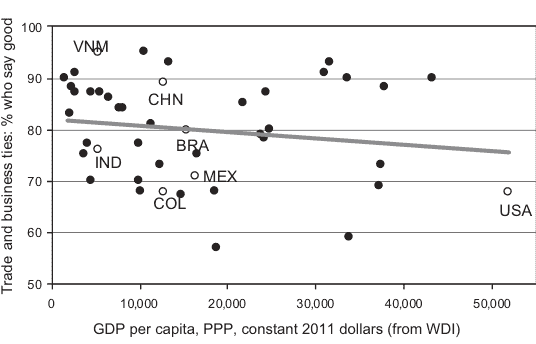 Trade and business ties: % who say good
100
90
80
70
60
50
VNM
CHN
BRA
IND
MEX
COL
USA
0
10,000
20,000
30,000
40,000
50,000
GDP per capita, PPP, constant 2011 dollars (from WDI)